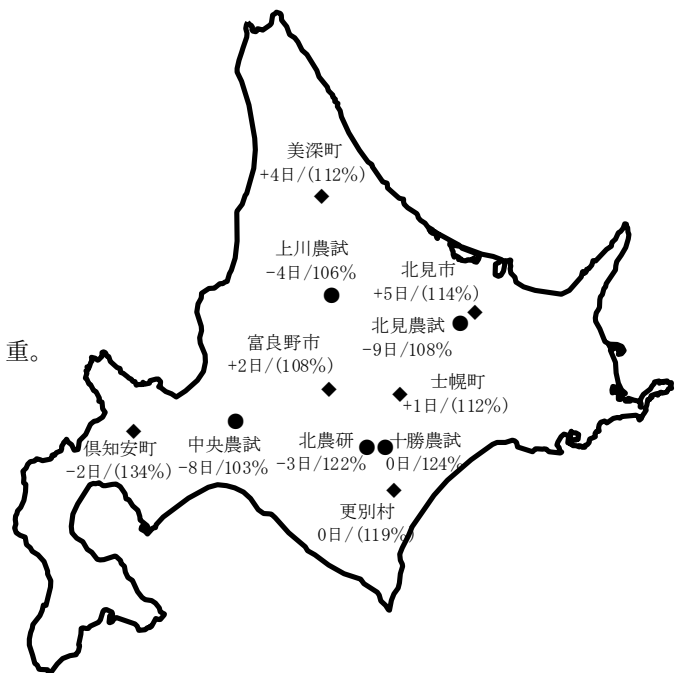 美深町
+4日/(112%)
上川農試
-4日/106%
北見市
+5日/(114%)
北見農試
-9日/108%
富良野市
+2日/(108%)
重。
士幌町
+1日/(112%)
倶知安町
-2日/(134%)
中央農試
-8日/103%
北農研
-3日/122%
十勝農試
0日/124%
更別村
0日/(119%)